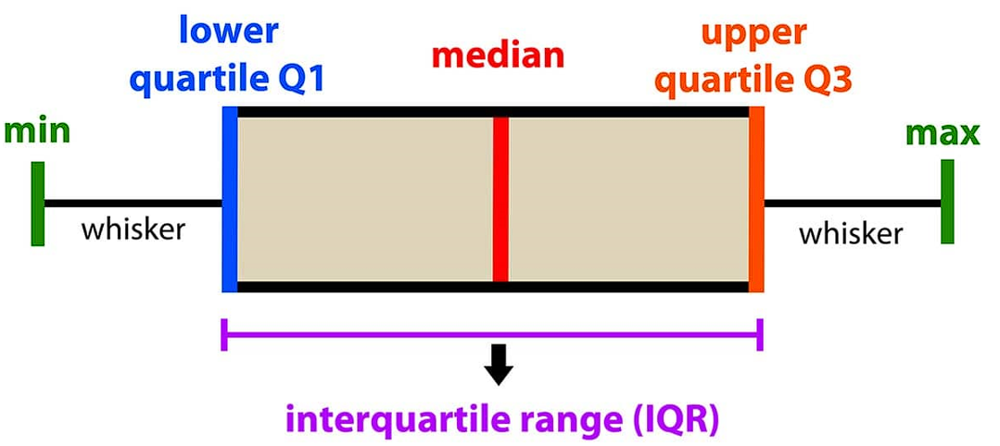 lower
quartile Q1
median
upper
quartile Q3
min
max
whisker
whisker
interquartile range (IQR)